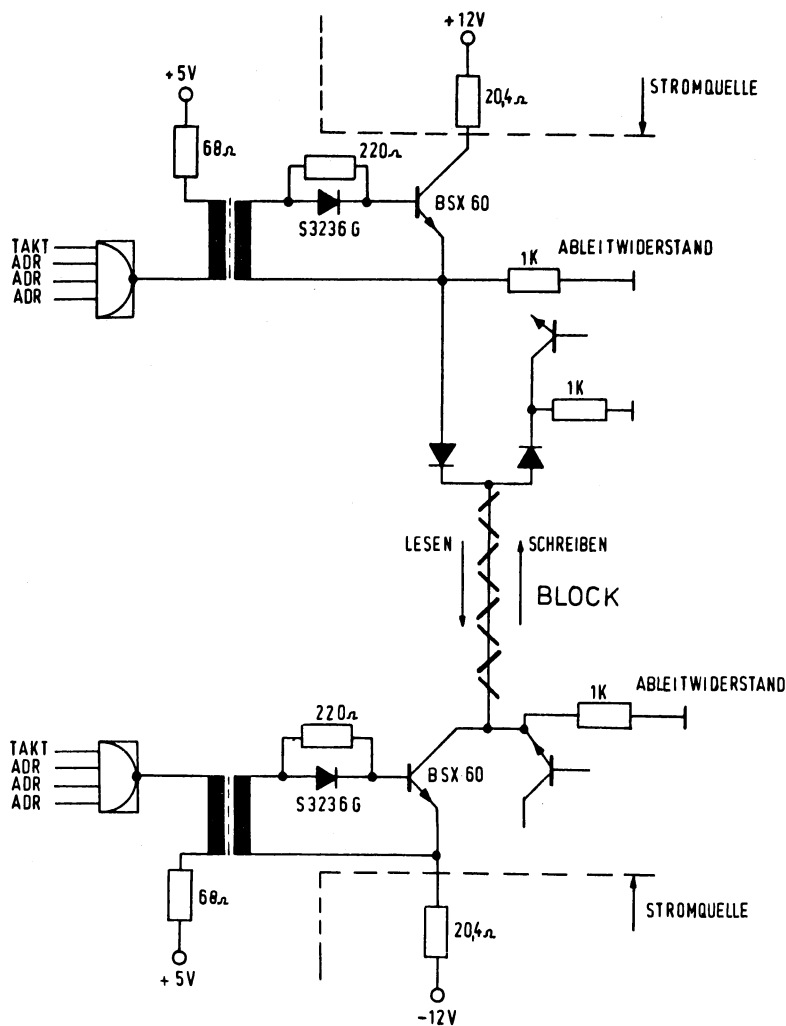 +12V
+5V
20,4Ω
STROMQUELLE
68Ω
220Ω
BSX 60
S3236 G
TAKT
ADR
ADR
ADR
1K
ABLEITWIDERSTAND
1K
LESEN
SCHREIBEN
BLOCK
ABLEITWIDERSTAND
1K
220Ω
TAKT
ADR
ADR
ADR
BSX 60
S3236 G
68Ω
STROMQUELLE
20,4Ω
+5V
-12V